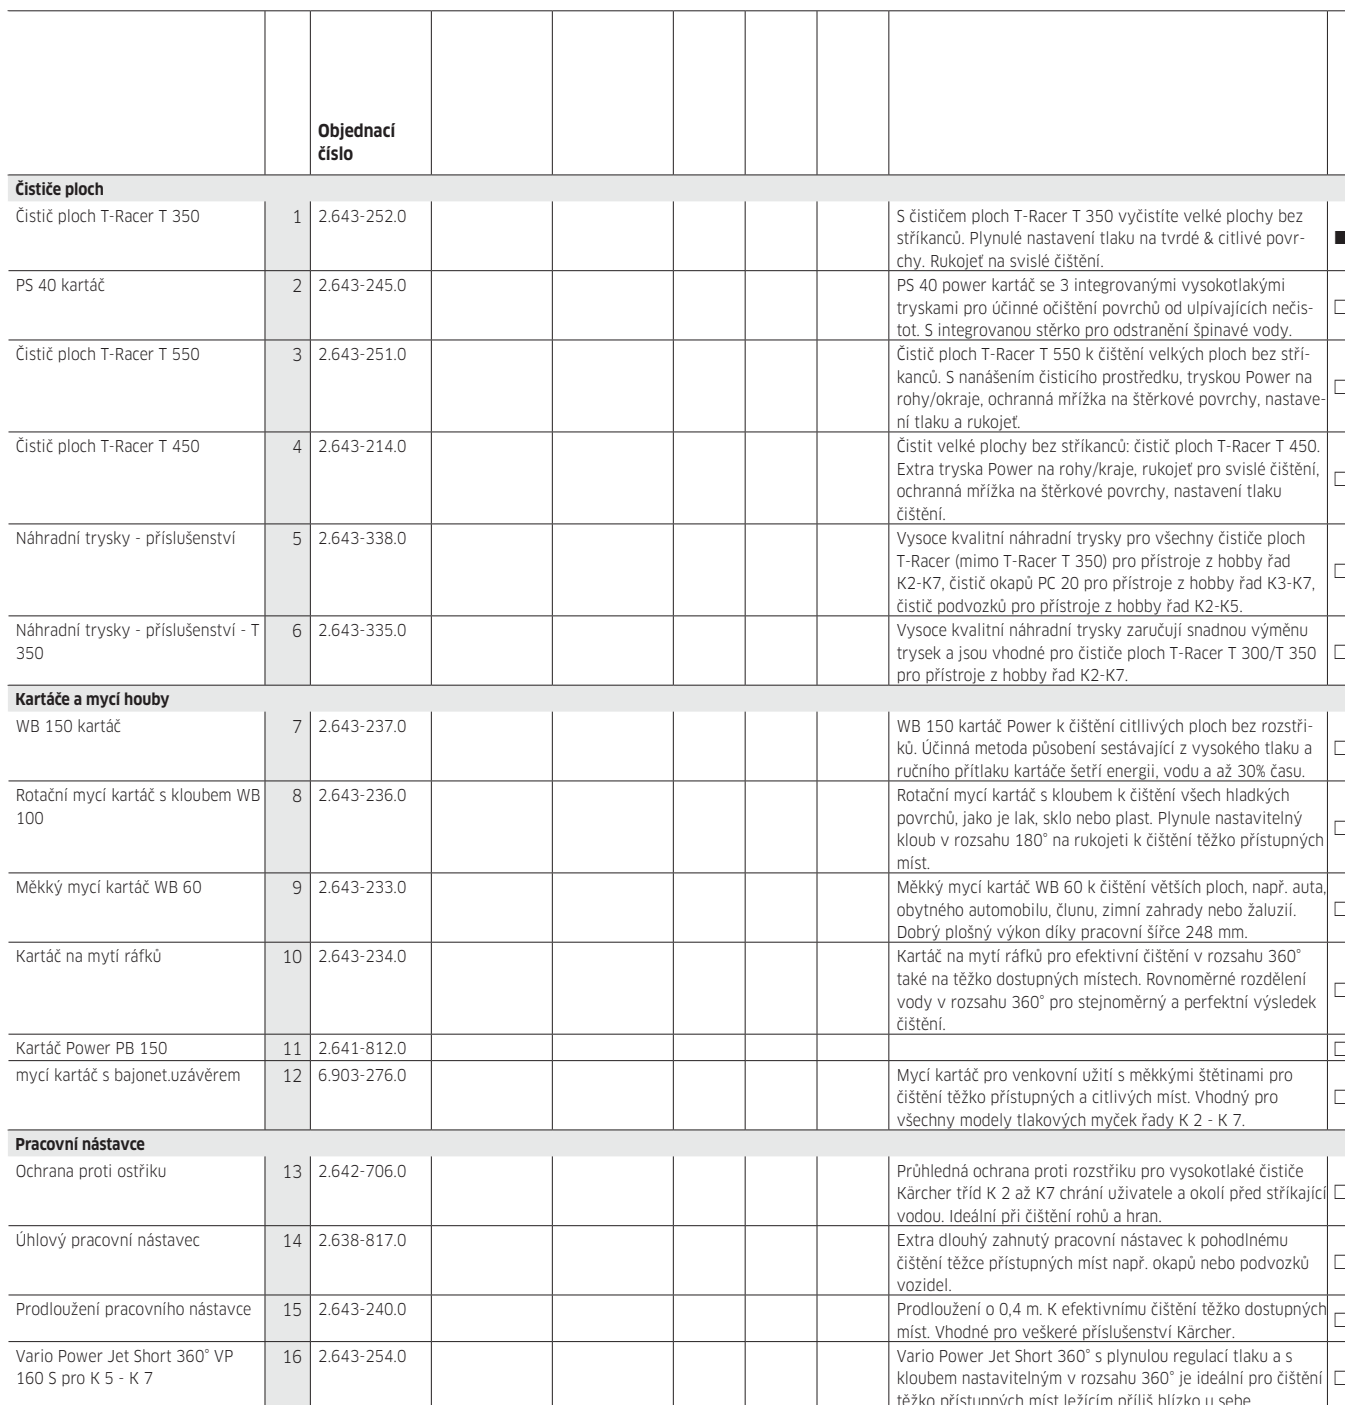 Objednací
číslo
Čističe ploch
Čistič ploch T-Racer T 350 1 2.643-252.0 S čističem ploch T-Racer T 350 vyčistíte velké plochy bez
stříkanců. Plynulé nastavení tlaku na tvrdé & citlivé povr-
chy. Rukojeť na svislé čištění.
PS 40 kartáč 2 2.643-245.0 PS 40 power kartáč se 3 integrovanými vysokotlakými
tryskami pro účinné očištění povrchů od ulpívajících nečis-
tot. S integrovanou stěrko pro odstranění špinavé vody.
Čistič ploch T-Racer T 550 3 2.643-251.0 Čistič ploch T-Racer T 550 k čištění velkých ploch bez stří-
kanců. S nanášením čisticího prostředku, tryskou Power na
rohy/okraje, ochranná mřížka na štěrkové povrchy, nastave-
ní tlaku a rukojeť.
Čistič ploch T-Racer T 450 4 2.643-214.0 Čistit velké plochy bez stříkanců: čistič ploch T-Racer T 450.
Extra tryska Power na rohy/kraje, rukojeť pro svislé čištění,
ochranná mřížka na štěrkové povrchy, nastavení tlaku
čištění.
Náhradní trysky - příslušenství 5 2.643-338.0 Vysoce kvalitní náhradní trysky pro všechny čističe ploch
T-Racer (mimo T-Racer T 350) pro přístroje z hobby řad
K2-K7, čistič okapů PC 20 pro přístroje z hobby řad K3-K7,
čistič podvozků pro přístroje z hobby řad K2-K5.
Náhradní trysky - příslušenství - T 6 2.643-335.0 Vysoce kvalitní náhradní trysky zaručují snadnou výměnu
350 trysek a jsou vhodné pro čističe ploch T-Racer T 300/T 350
pro přístroje z hobby řad K2-K7.
Kartáče a mycí houby
WB 150 kartáč 7 2.643-237.0 WB 150 kartáč Power k čištění citllivých ploch bez rozstři-
ků. Účinná metoda působení sestávající z vysokého tlaku a
ručního přítlaku kartáče šetří energii, vodu a až 30% času.
Rotační mycí kartáč s kloubem WB 8 2.643-236.0 Rotační mycí kartáč s kloubem k čištění všech hladkých
100 povrchů, jako je lak, sklo nebo plast. Plynule nastavitelný
kloub v rozsahu 180° na rukojeti k čištění těžko přístupných
míst.
Měkký mycí kartáč WB 60 9 2.643-233.0 Měkký mycí kartáč WB 60 k čištění větších ploch, např. auta,
obytného automobilu, člunu, zimní zahrady nebo žaluzií.
Dobrý plošný výkon díky pracovní šířce 248 mm.
Kartáč na mytí ráfků 10 2.643-234.0 Kartáč na mytí ráfků pro efektivní čištění v rozsahu 360°
také na těžko dostupných místech. Rovnoměrné rozdělení
vody v rozsahu 360° pro stejnoměrný a perfektní výsledek
čištění.
Kartáč Power PB 150 11 2.641-812.0
mycí kartáč s bajonet.uzávěrem 12 6.903-276.0 Mycí kartáč pro venkovní užití s měkkými štětinami pro
čištění těžko přístupných a citlivých míst. Vhodný pro
všechny modely tlakových myček řady K 2 - K 7.
Pracovní nástavce
Ochrana proti ostřiku 13 2.642-706.0 Průhledná ochrana proti rozstřiku pro vysokotlaké čističe
Kärcher tříd K 2 až K7 chrání uživatele a okolí před stříkající
vodou. Ideální při čištění rohů a hran.
Úhlový pracovní nástavec 14 2.638-817.0 Extra dlouhý zahnutý pracovní nástavec k pohodlnému
čištění těžce přístupných míst např. okapů nebo podvozků
vozidel.
Prodloužení pracovního nástavce 15 2.643-240.0 Prodloužení o 0,4 m. K efektivnímu čištění těžko dostupných
míst. Vhodné pro veškeré příslušenství Kärcher.
Vario Power Jet Short 360° VP 16 2.643-254.0 Vario Power Jet Short 360° s plynulou regulací tlaku a s
160 S pro K 5 - K 7 kloubem nastavitelným v rozsahu 360° je ideální pro čištění
těžko přístupných míst ležícím příliš blízko u sebe.